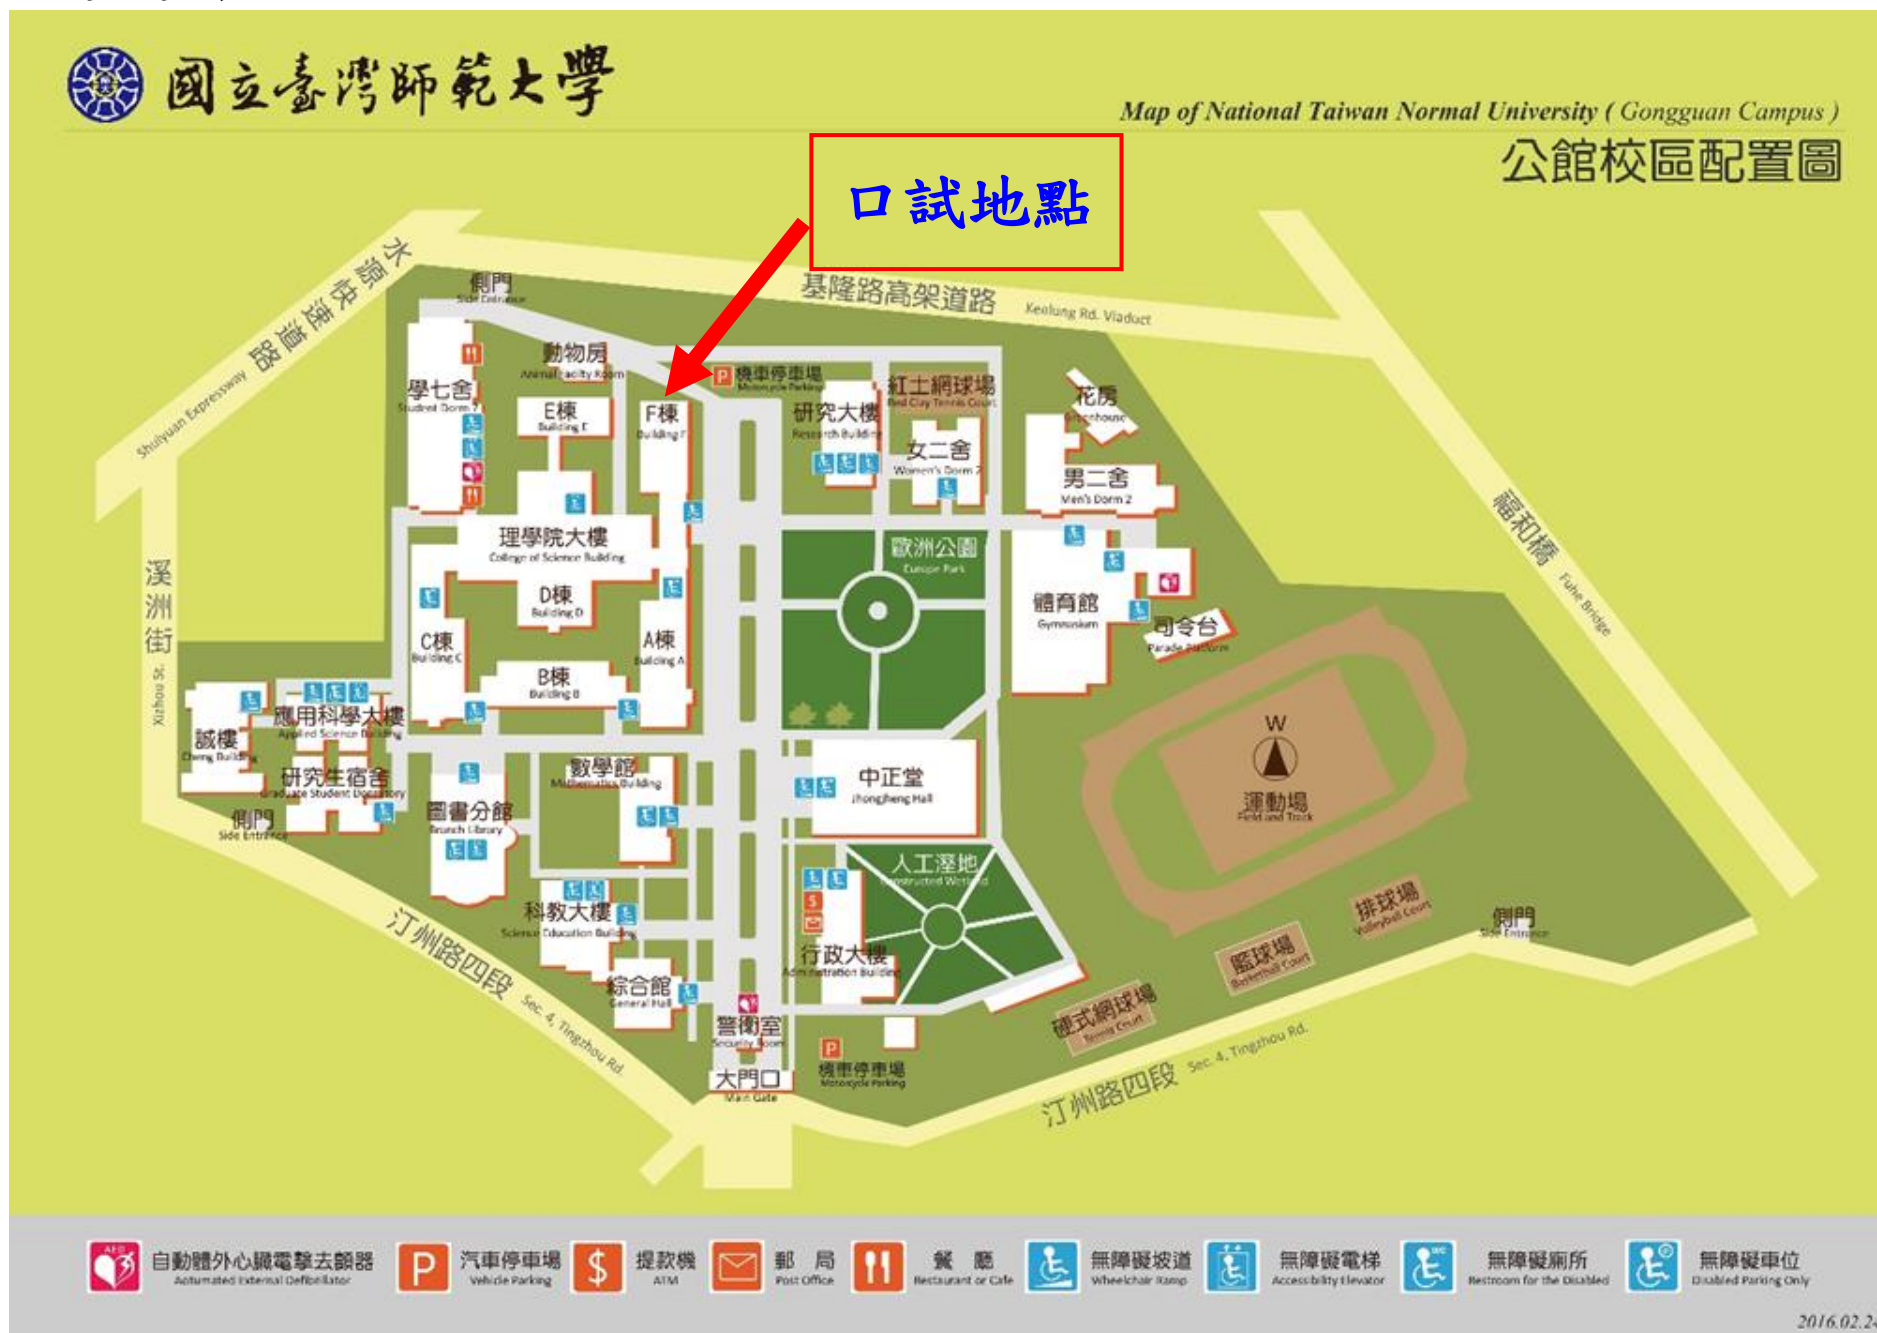 國立臺灣師範大學
Map of National Taiwan Normal University ( Gongguan Campus )
公館校區配置圖
口試地點
水源快速道路
Shuiyuan Expressway
側門
Side Entrance
基隆路高架道路 Keelung Rd. Viaduct
動物房
Animal Facility Room
學七舍
Student Dorm 7
E棟
Building E
F棟
Building F
P 機車停車場
Motorcycle Parking
研究大樓
Research Building
紅土網球場
Red Clay Tennis Court
女二舍
Women's Dorm 2
花房
Greenhouse
男二舍
Men's Dorm 2
福和橋 Fuhe Bridge
理學院大樓
College of Science Building
歐洲公園
Europe Park
溪洲街
Xizhou St.
D棟
Building D
體育館
Gymnasium
司令台
Parade Platform
C棟
Building C
A棟
Building A
B棟
Building B
誠樓
Cheng Building
應用科學大樓
Applied Science Building
研究生宿舍
Graduate Student Dormitory
側門
Side Entrance
數學館
Mathematics Building
圖書分館
Branch Library
中正堂
Zhongzheng Hall
W
運動場
Field and Track
人工溼地
Constructed Wetland
科教大樓
Science Education Building
$
行政大樓
Administration Building
綜合館
General Hall
警衛室
Security Room
大門口
Main Gate
P
機車停車場
Motorcycle Parking
排球場
Volleyball Court
籃球場
Basketball Court
硬式網球場
Tennis Court
側門
Side Entrance
汀州路四段 Sec. 4, Tingzhou Rd.
汀州路四段 Sec. 4, Tingzhou Rd.
AED
自動體外心臟電擊去顫器
Automated External Defibrillator
P
汽車停車場
Vehicle Parking
$
提款機
ATM
郵局
Post Office
餐廳
Restaurant or Cafe
無障礙坡道
Wheelchair Ramp
無障礙電梯
Accessibility Elevator
無障礙廁所
Restroom for the Disabled
無障礙車位
Disabled Parking Only